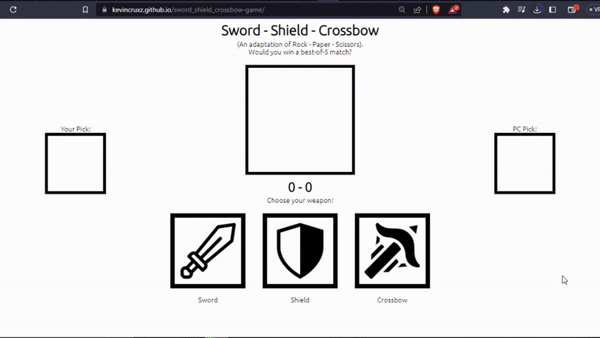 kevincruxz.github.io/sword_shield_crossbow-game/
Sword - Shield - Crossbow
(An adaptation of Rock - Paper - Scissors).
Would you win a best-of-5 match?
Your Pick:
PC Pick:
0 - 0
Choose your weapon!
Sword
Shield
Crossbow